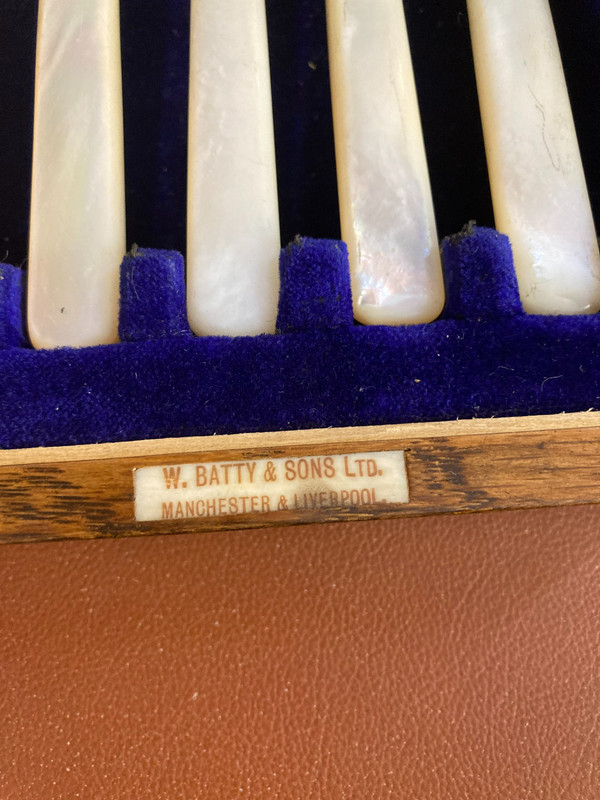 W. BATTY & SONS LTD.
MANCHESTER & LIVERPOOL.